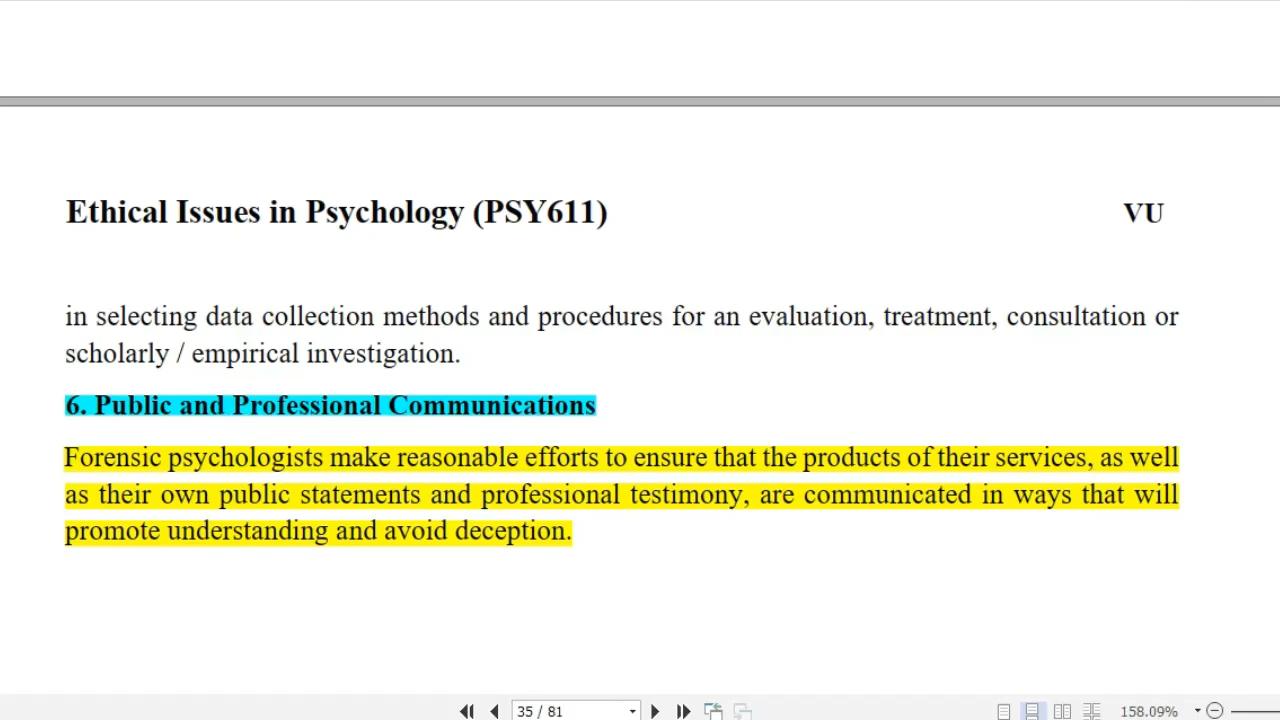 Ethical Issues in Psychology (PSY611) VU
in selecting data collection methods and procedures for an evaluation, treatment, consultation or
scholarly / empirical investigation.
6. Public and Professional Communications
Forensic psychologists make reasonable efforts to ensure that the products of their services, as well
as their own public statements and professional testimony, are communicated in ways that will
promote understanding and avoid deception.
35 / 81 158.09%